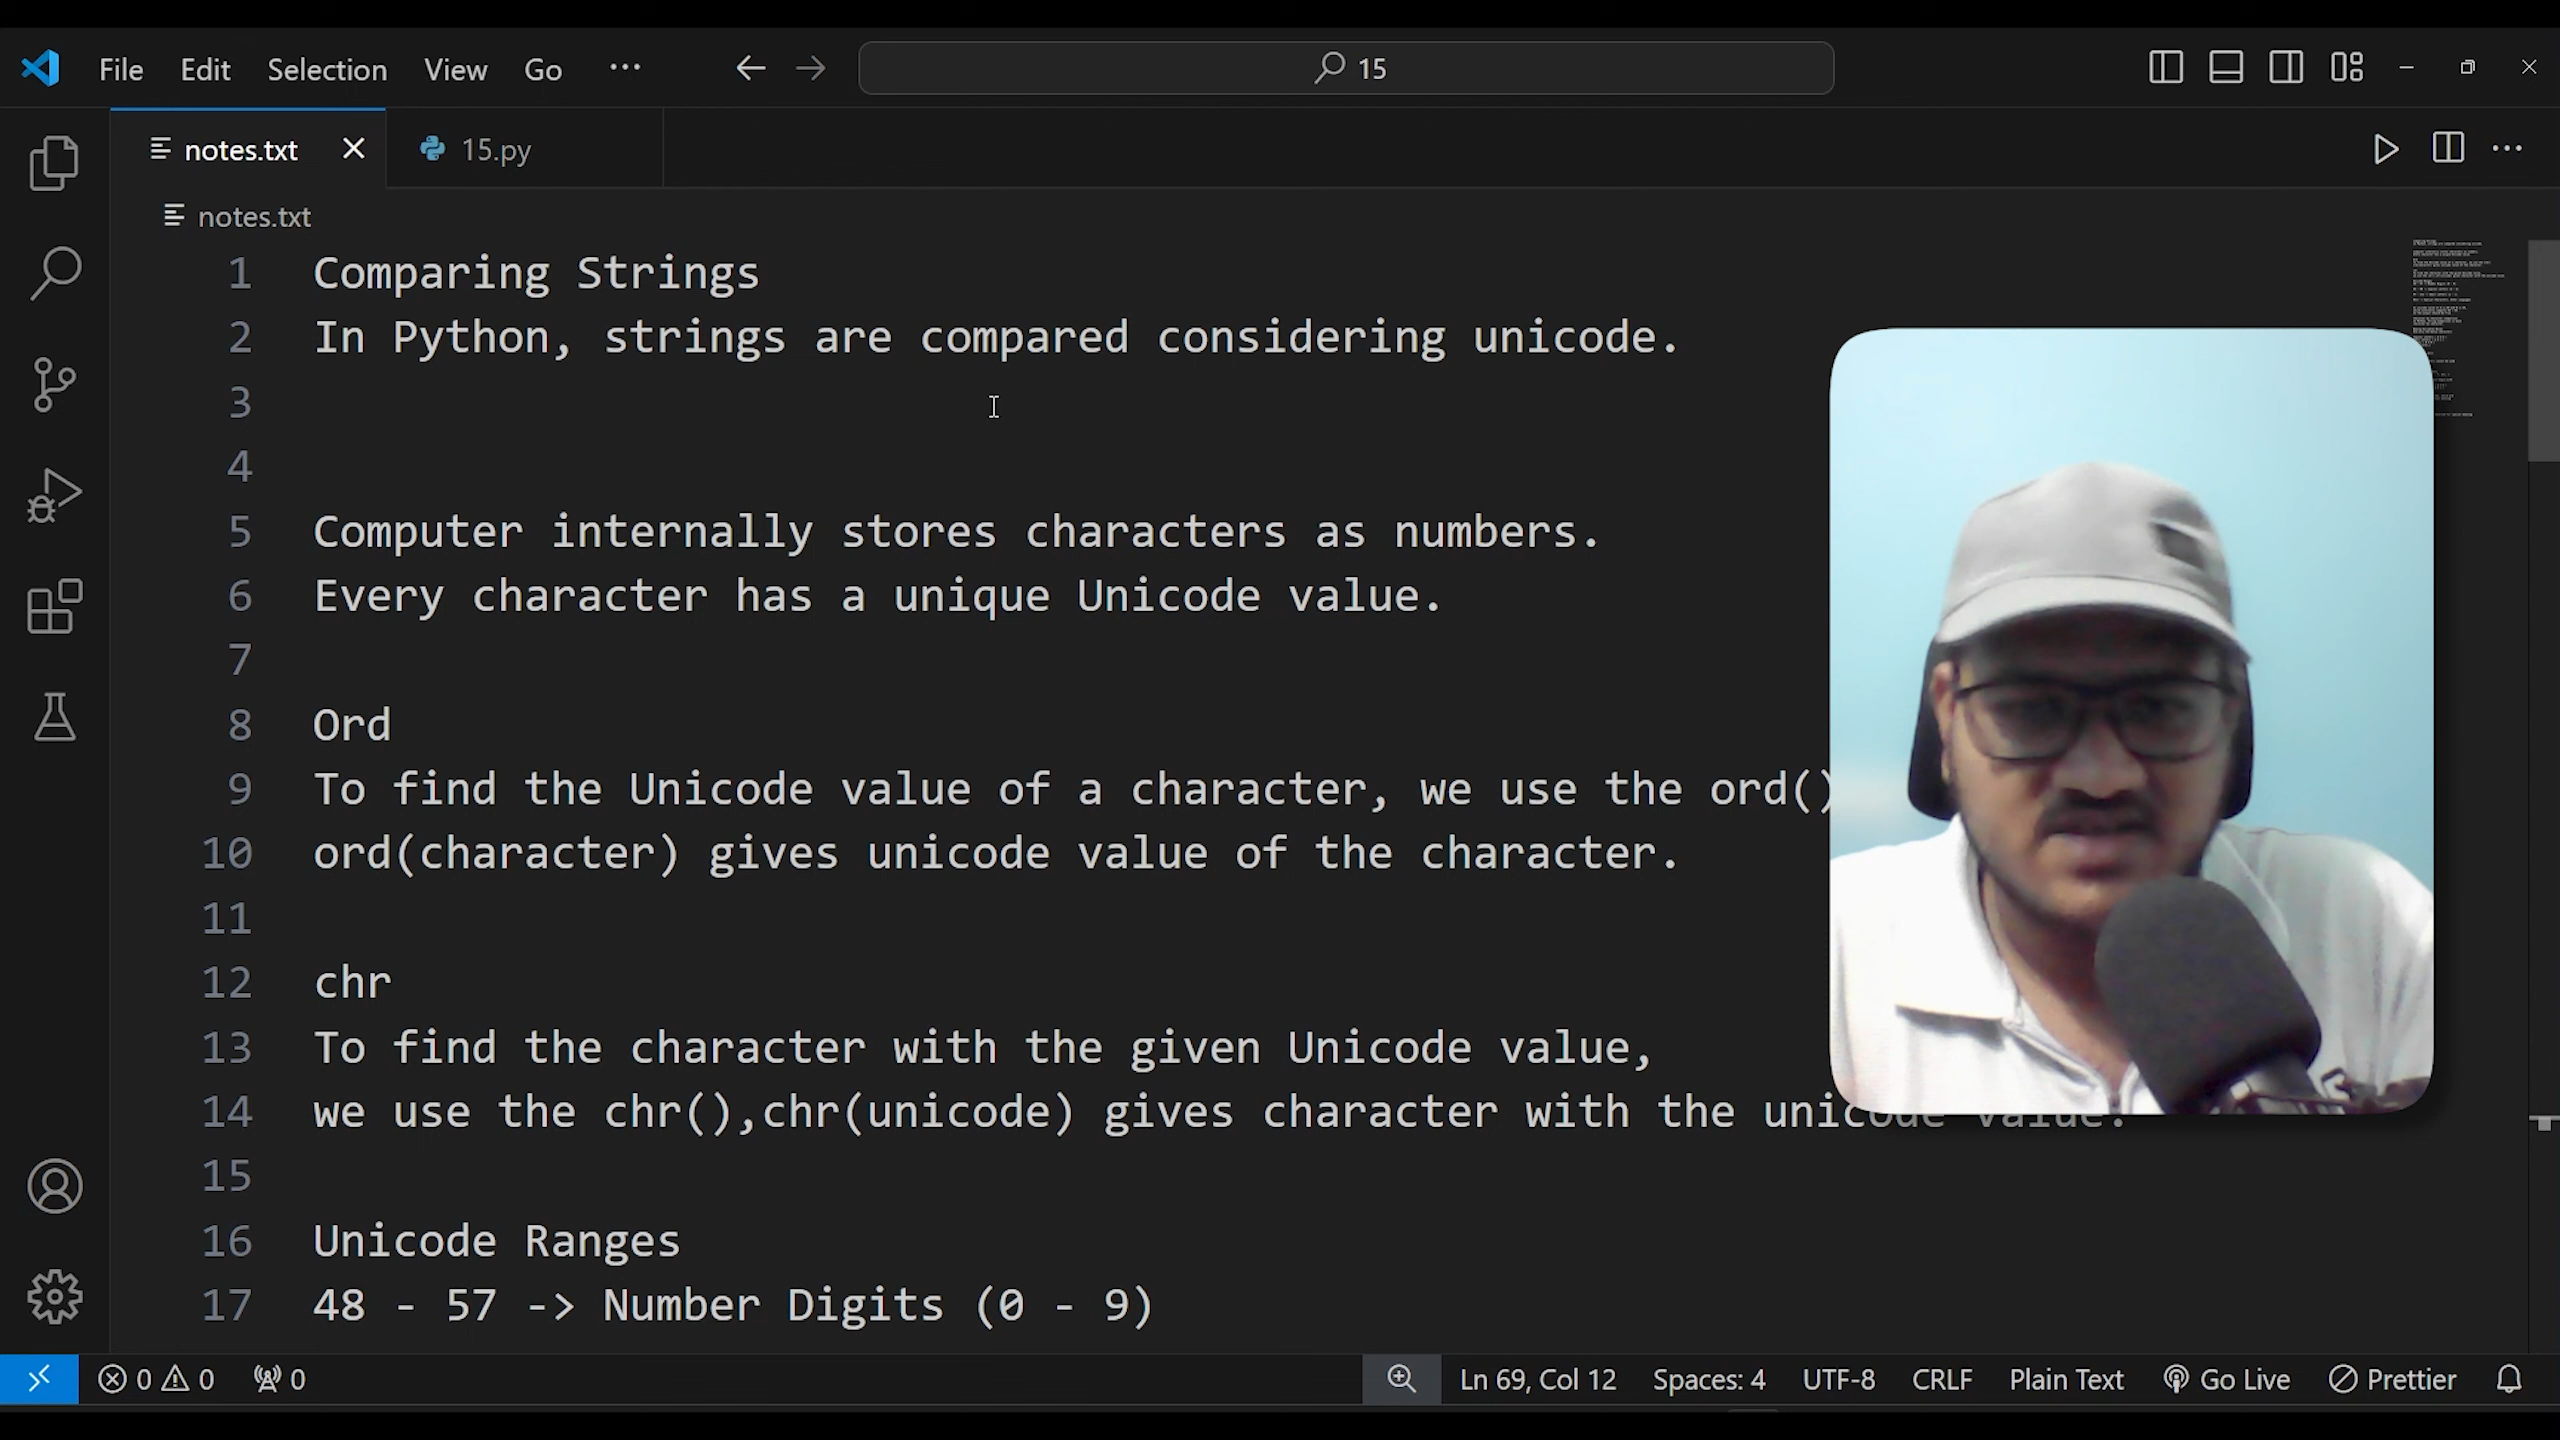 File Edit Selection View Go ··· 15
notes.txt 15.py
notes.txt
1 Comparing Strings
2 In Python, strings are compared considering unicode.
3
4
5 Computer internally stores characters as numbers.
6 Every character has a unique Unicode value.
7
8 Ord
9 To find the Unicode value of a character, we use the ord()
10 ord(character) gives unicode value of the character.
11
12 chr
13 To find the character with the given Unicode value,
14 we use the chr(),chr(unicode) gives character with the unicode value.
15
16 Unicode Ranges
17 48 - 57 -> Number Digits (0 - 9)
0 0 0 Ln 69, Col 12 Spaces: 4 UTF-8 CRLF Plain Text Go Live Prettier